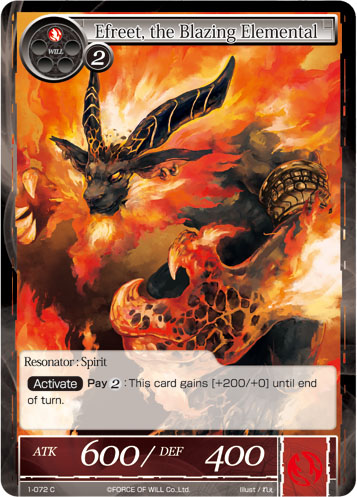 Efreet, the Blazing Elemental
WILL
2
Resonator : Spirit
Activate Pay 2 : This card gains [+200/+0] until end
of turn.
ATK 600 / DEF 400
1-072 C ©FORCE OF WILL Co.,Ltd. Illust /